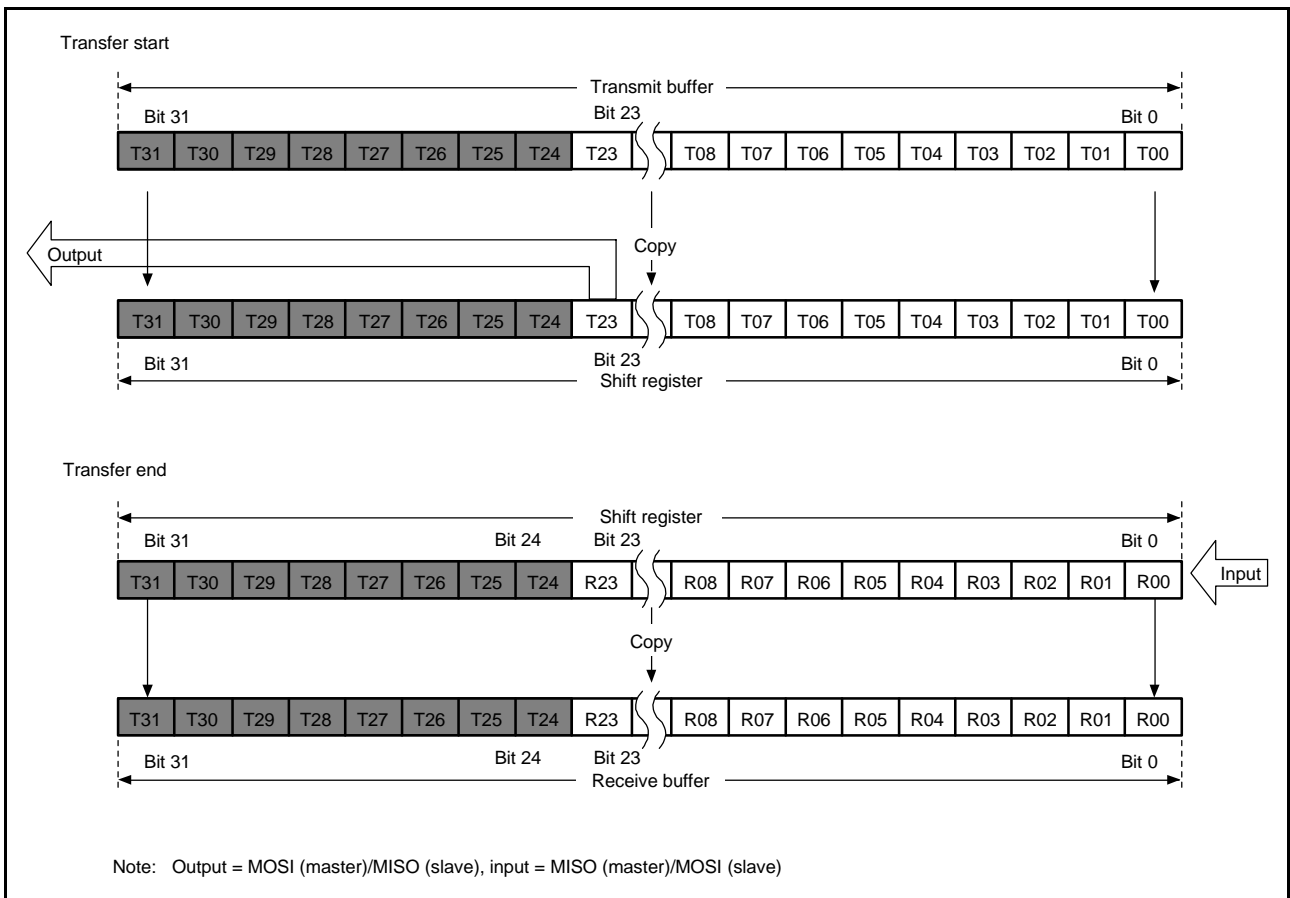 Transfer start
Transmit buffer
Bit 31 Bit 23 Bit 0
T31 T30 T29 T28 T27 T26 T25 T24 T23 T08 T07 T06 T05 T04 T03 T02 T01 T00
Output Copy
T31 T30 T29 T28 T27 T26 T25 T24 T23 T08 T07 T06 T05 T04 T03 T02 T01 T00
Bit 31 Bit 23 Bit 0
Shift register
Transfer end
Shift register
Bit 31 Bit 24 Bit 23 Bit 0
T31 T30 T29 T28 T27 T26 T25 T24 R23 R08 R07 R06 R05 R04 R03 R02 R01 R00 Input
Copy
T31 T30 T29 T28 T27 T26 T25 T24 R23 R08 R07 R06 R05 R04 R03 R02 R01 R00
Bit 31 Bit 24 Bit 23 Bit 0
Receive buffer
Note: Output = MOSI (master)/MISO (slave), input = MISO (master)/MOSI (slave)